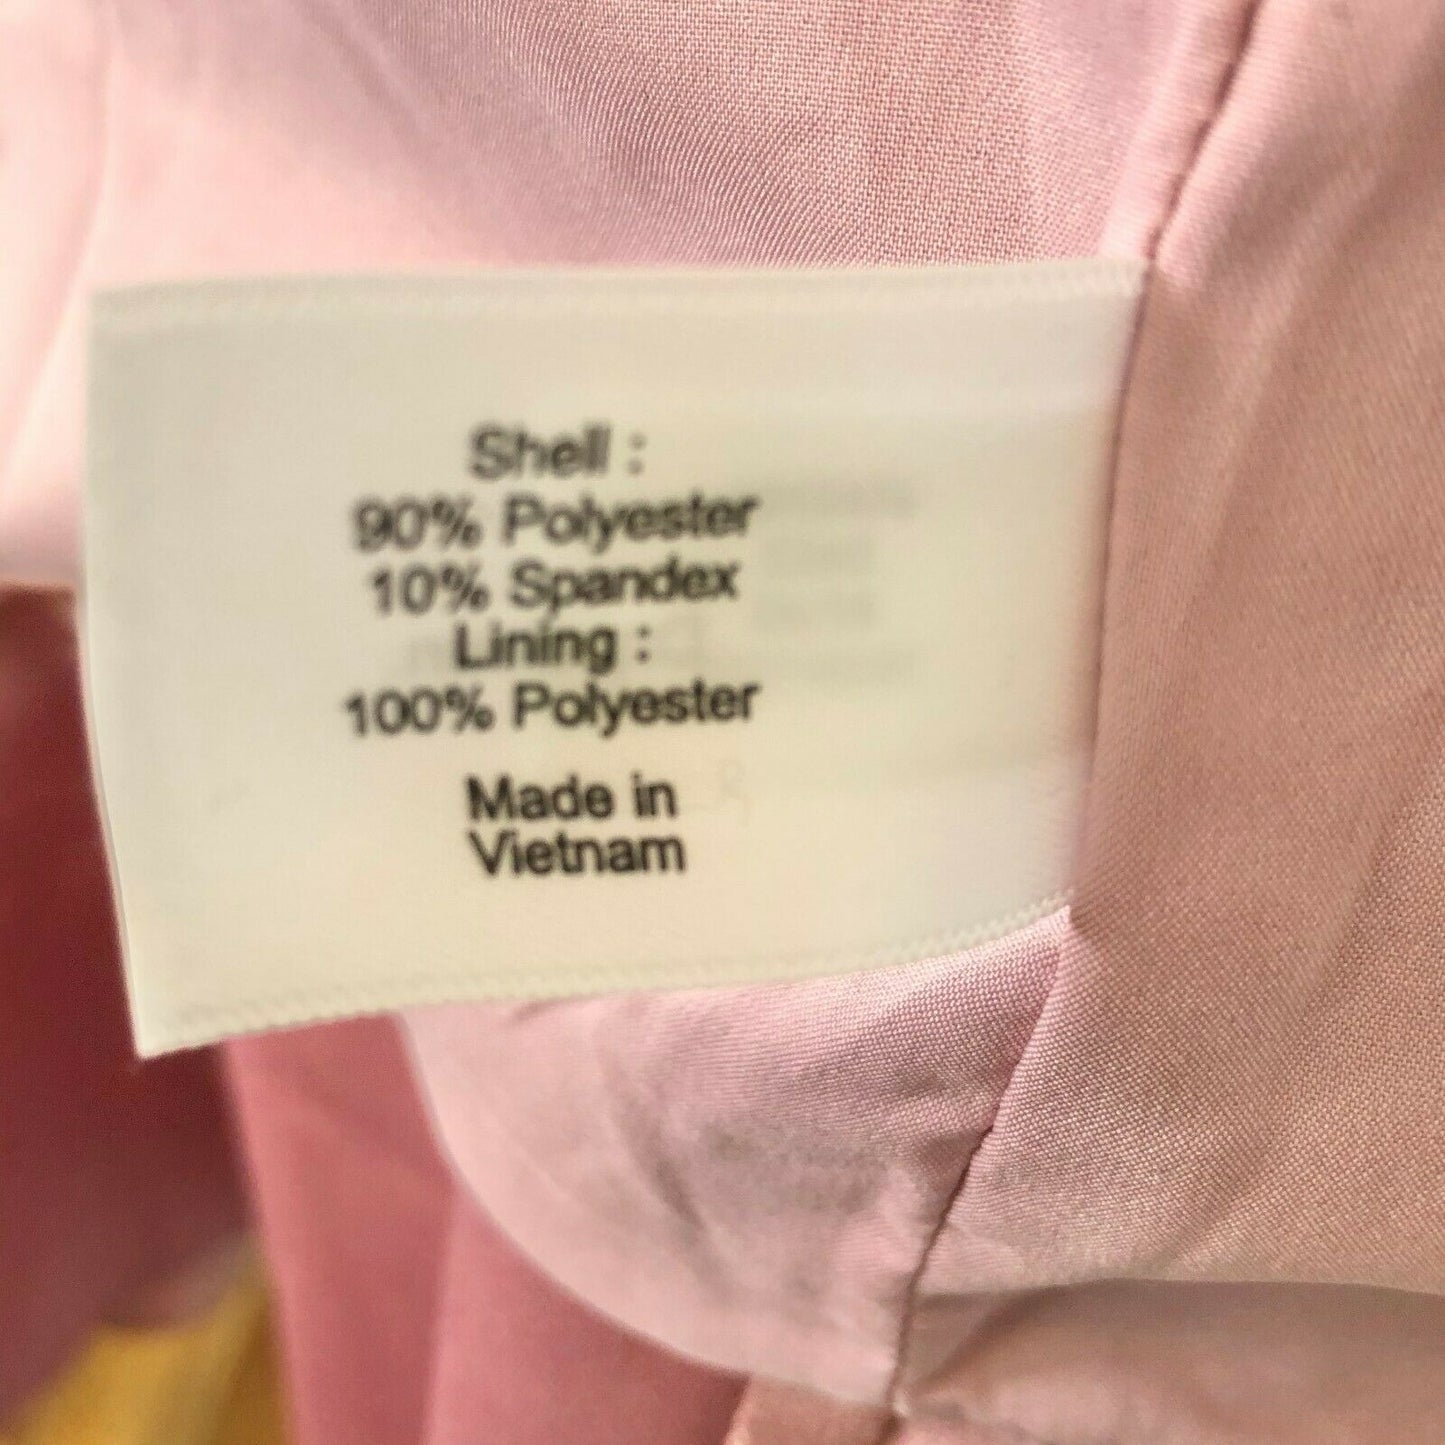 Shell :
90% Polyester
10% Spandex
Lining :
100% Polyester
Made in
Vietnam